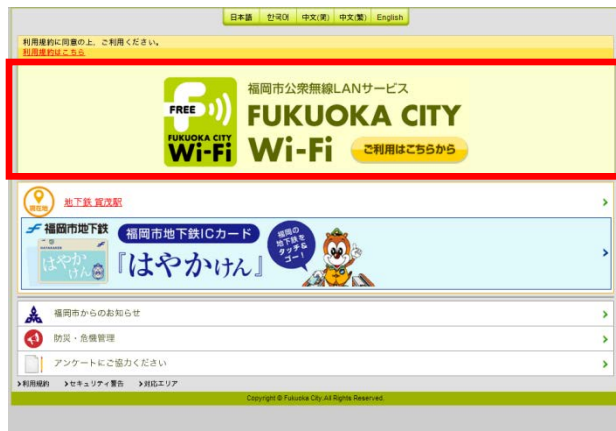 日本語 한국어 中文(简) 中文(繁) English
利用規約に同意の上、ご利用ください。
利用規約はこちら
FREE
FUKUOKA CITY
Wi-Fi
福岡市公衆無線LANサービス
FUKUOKA CITY
Wi-Fi
ご利用はこちらから
現在地
地下鉄 賀茂駅
福岡市地下鉄
はやかけん
福岡市地下鉄ICカード
『はやかけん』
福岡の
地下鉄を
タッチ&
ゴー!
福岡市からのお知らせ
防災・危機管理
アンケートにご協力ください
利用規約 セキュリティ警告 対応エリア
Copyright © Fukuoka City All Rights Reserved.